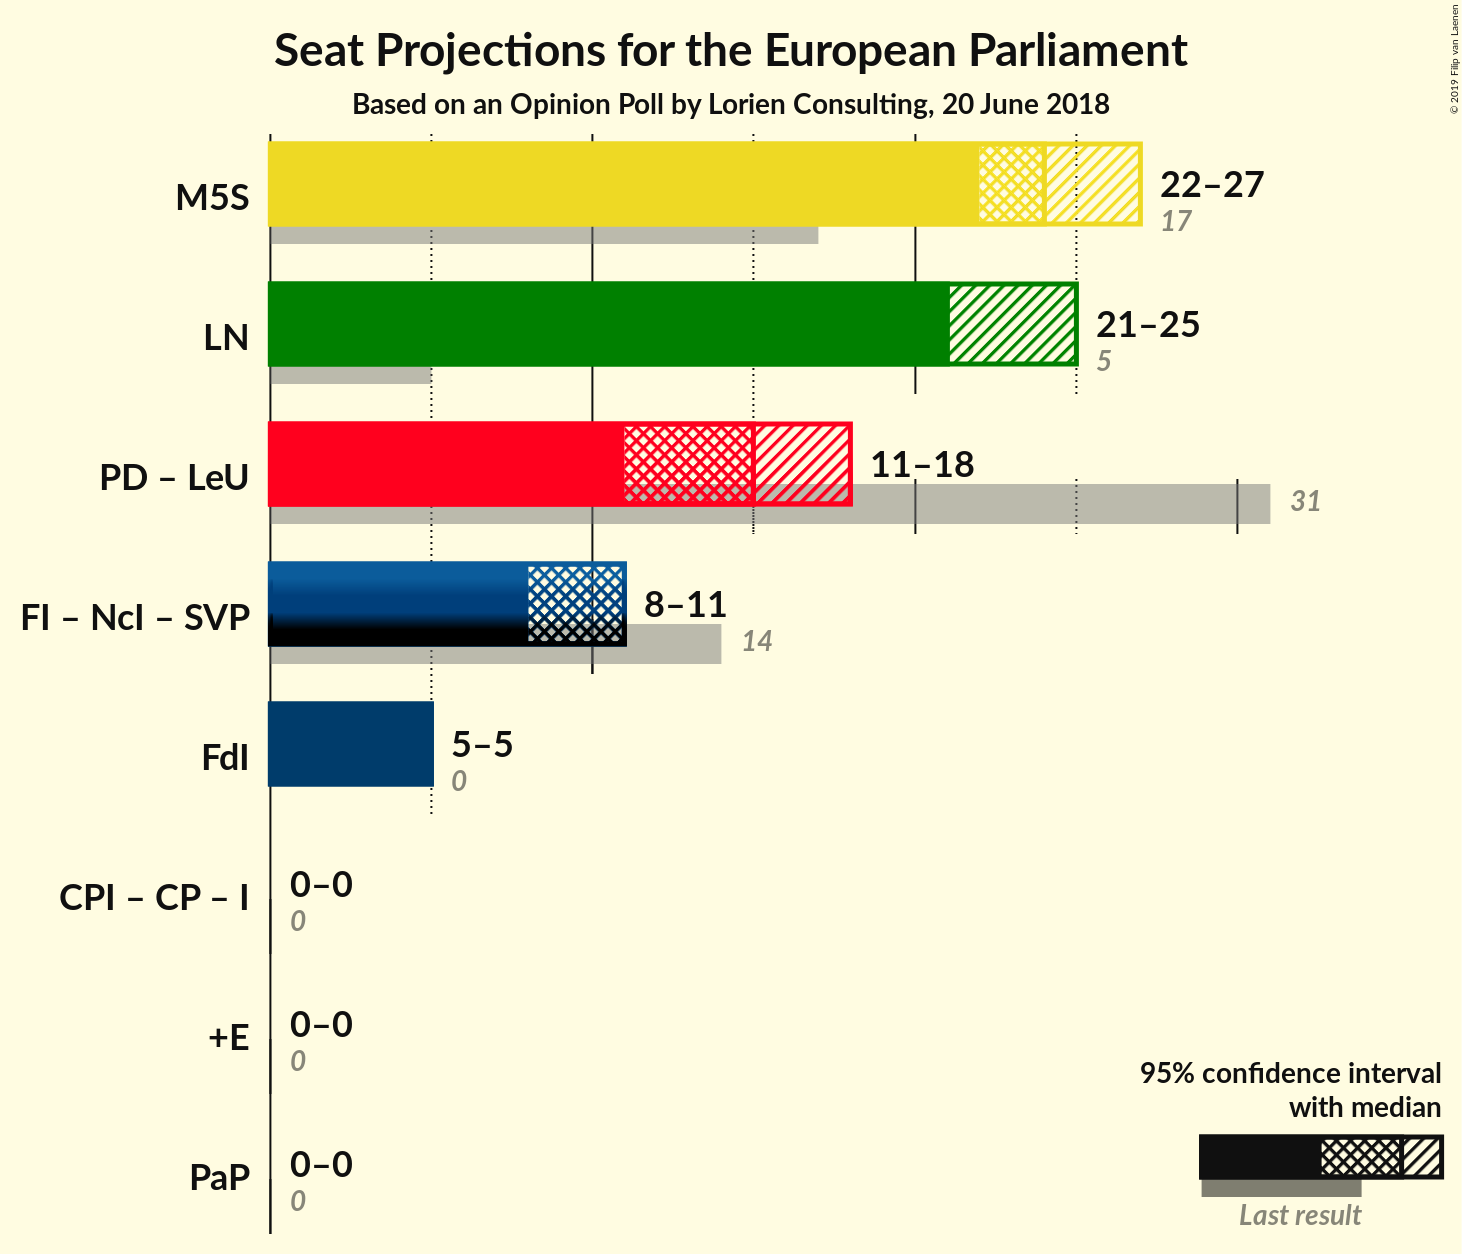 Seat Projections for the European Parliament
Based on an Opinion Poll by Lorien Consulting, 20 June 2018
© 2019 Filip van Laenen
M5S
22–27
17
LN
21–25
5
PD – LeU
11–18
31
FI – NcI – SVP
8–11
14
FdI
5–5
0
CPI – CP – I
0–0
0
+E
0–0
0
PaP
0–0
0
95% confidence interval
with median
Last result